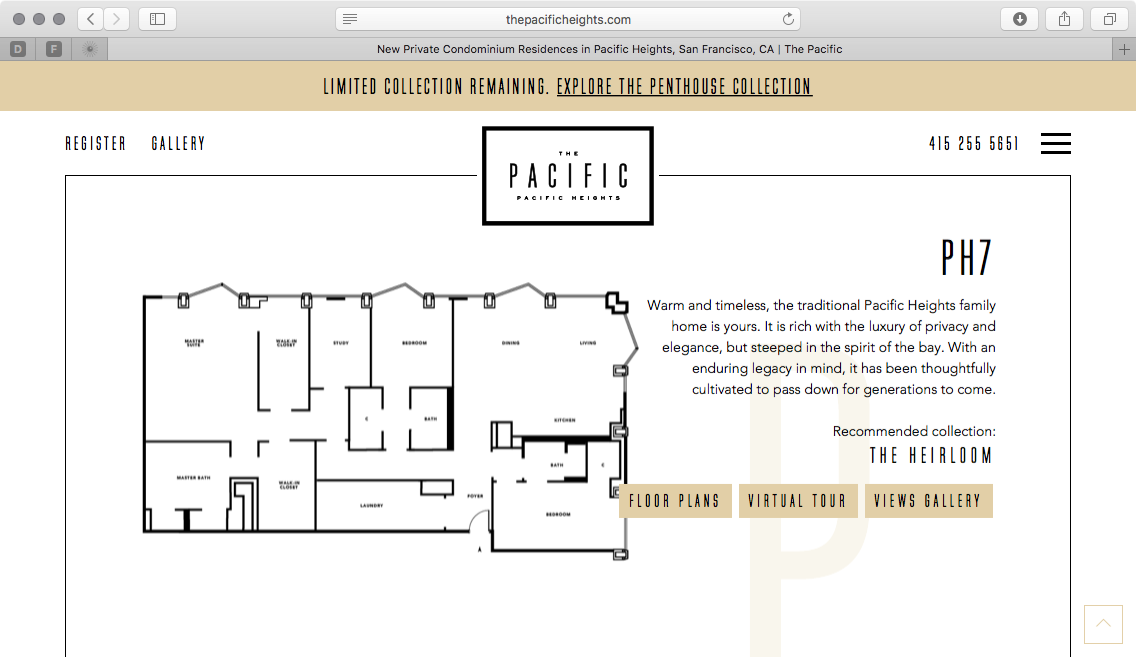 thepacificheights.com
D
F
New Private Condominium Residences in Pacific Heights, San Francisco, CA | The Pacific
LIMITED COLLECTION REMAINING. EXPLORE THE PENTHOUSE COLLECTION
REGISTER GALLERY
THE
PACIFIC
PACIFIC HEIGHTS
415 255 5651
PH7
Warm and timeless, the traditional Pacific Heights family
home is yours. It is rich with the luxury of privacy and
elegance, but steeped in the spirit of the bay. With an
enduring legacy in mind, it has been thoughtfully
cultivated to pass down for generations to come.
Recommended collection:
THE HEIRLOOM
FLOOR PLANS
VIRTUAL TOUR
VIEWS GALLERY
MASTER
SUITE
WALK-IN
CLOSET
STUDY
BEDROOM
DINING
LIVING
C
BATH
KITCHEN
MASTER BATH
WALK-IN
CLOSET
LAUNDRY
FOYER
BATH
C
BEDROOM
P